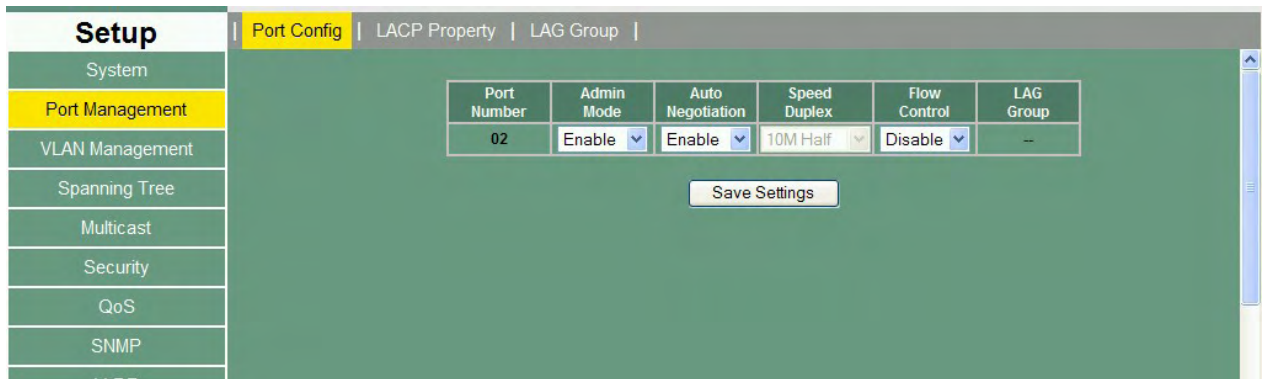 Setup
| Port Config | LACP Property | LAG Group |
System
Port Management
VLAN Management
Spanning Tree
Multicast
Security
QoS
SNMP
Port Number Admin Mode Auto Negotiation Speed Duplex Flow Control LAG Group
02 Enable Enable 10M Half Disable --
Save Settings